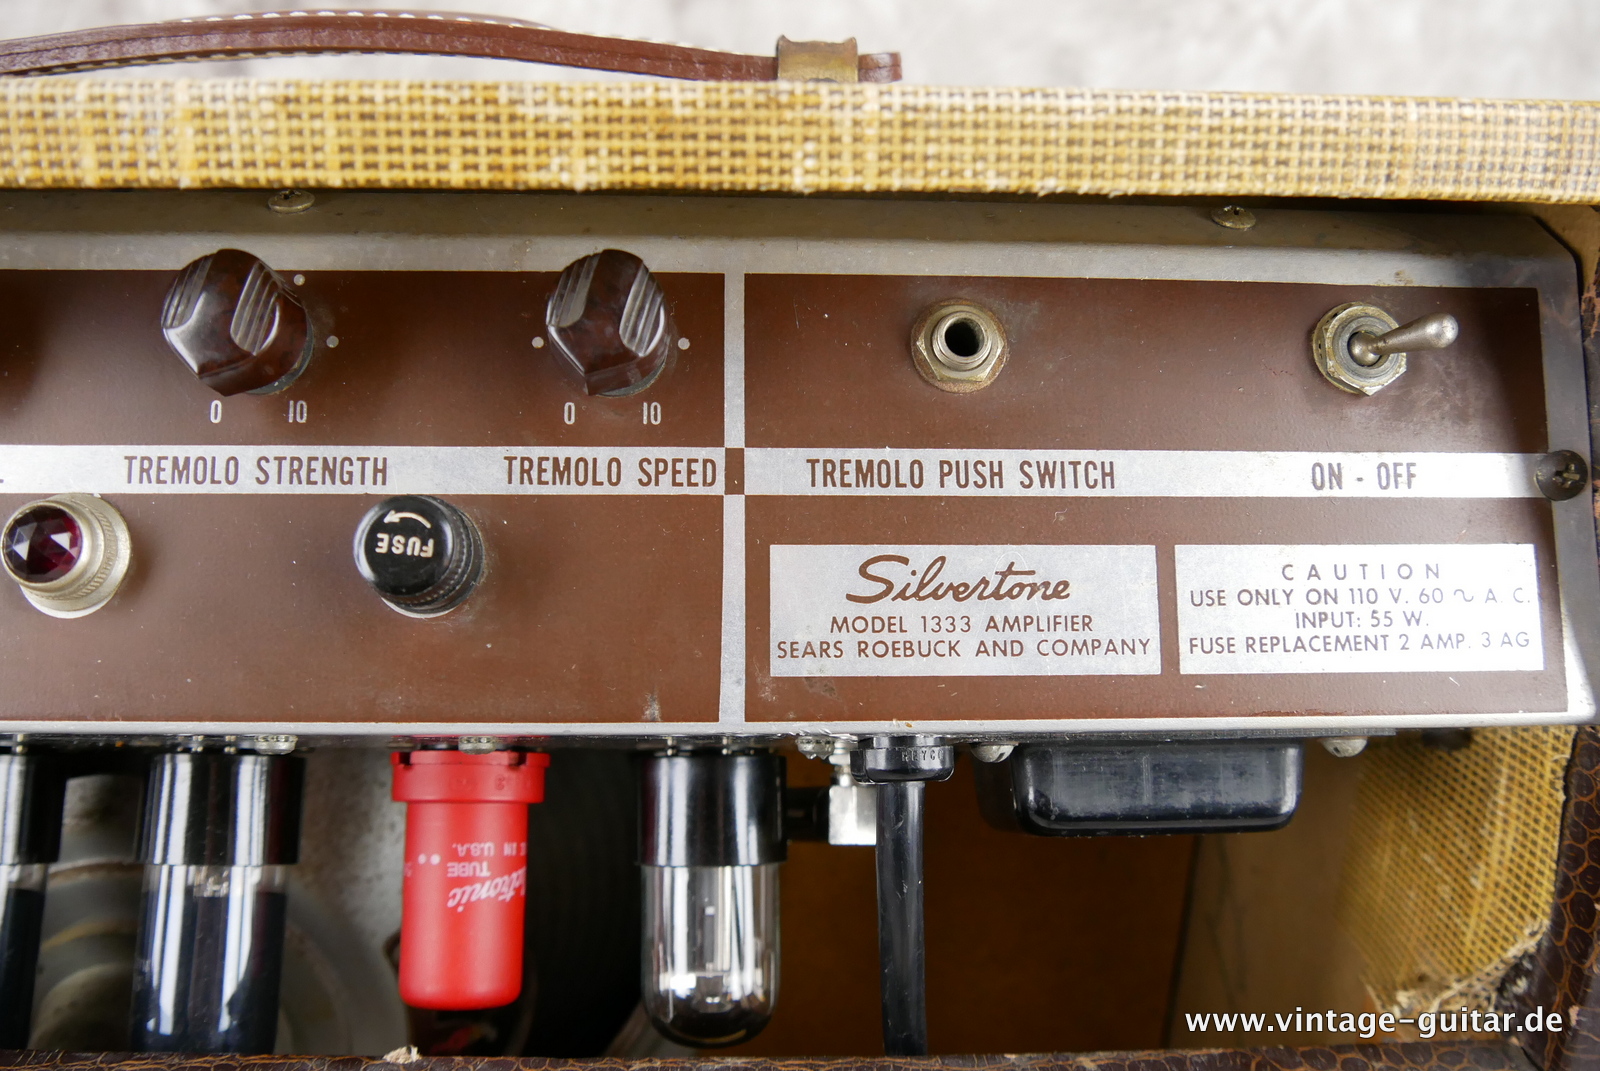 0 10
0 10
TREMOLO STRENGTH
TREMOLO SPEED
TREMOLO PUSH SWITCH
ON - OFF
FUSE
Silvertone
MODEL 1333 AMPLIFIER
SEARS ROEBUCK AND COMPANY
CAUTION
USE ONLY ON 110 V. 60 ∿ A. C.
INPUT: 55 W.
FUSE REPLACEMENT 2 AMP. 3 AG
HEYCO
TUBE
IN U.S.A.
www.vintage-guitar.de